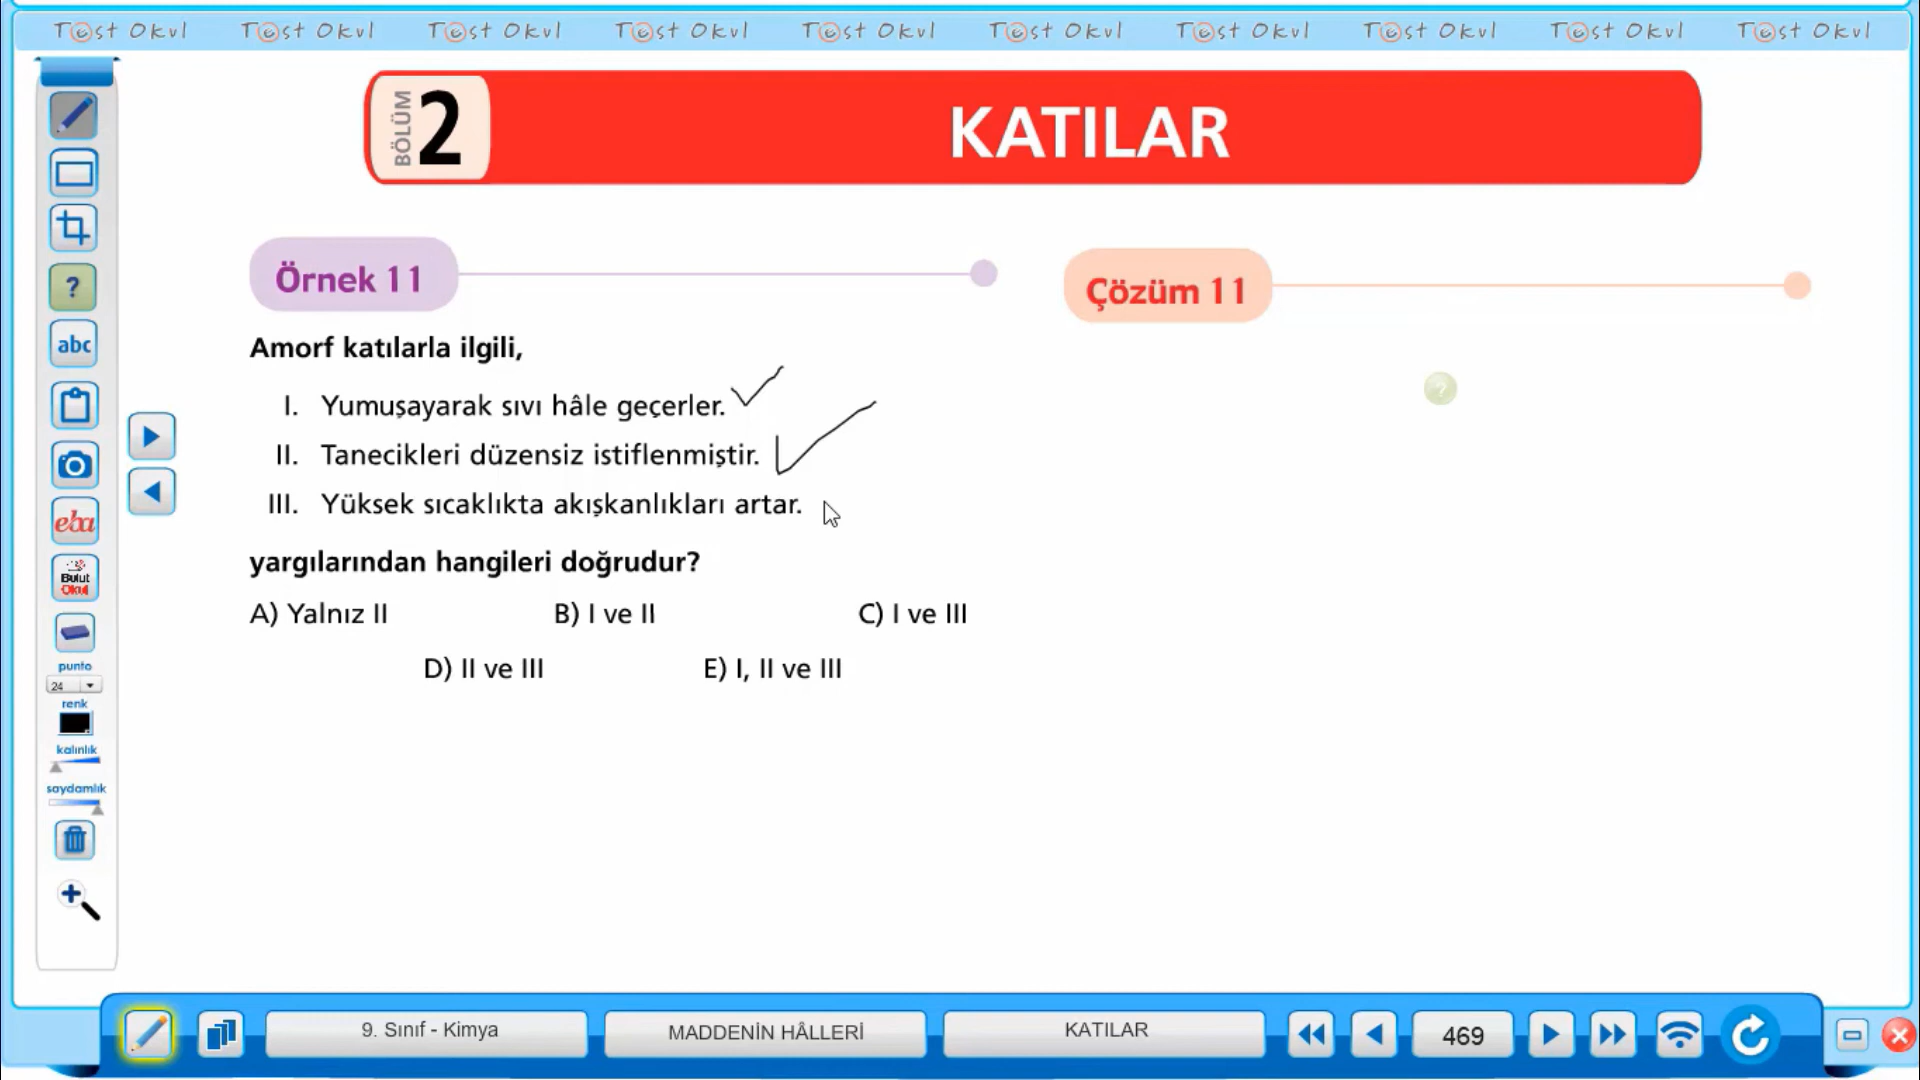 Test Okul Test Okul Test Okul Test Okul Test Okul Test Okul Test Okul Test Okul Test Okul Test Okul
BÖLÜM 2 KATILAR
Örnek 11
Amorf katılarla ilgili,
I. Yumuşayarak sıvı hâle geçerler.
II. Tanecikleri düzensiz istiflenmiştir.
III. Yüksek sıcaklıkta akışkanlıkları artar.
yargılarından hangileri doğrudur?
A) Yalnız II B) I ve II C) I ve III
D) II ve III E) I, II ve III
Çözüm 11
?
?
abc
eba
Bulut
Okul
punto
24
renk
kalınlık
saydamlık
9. Sınıf - Kimya MADDENİN HÂLLERİ KATILAR 469